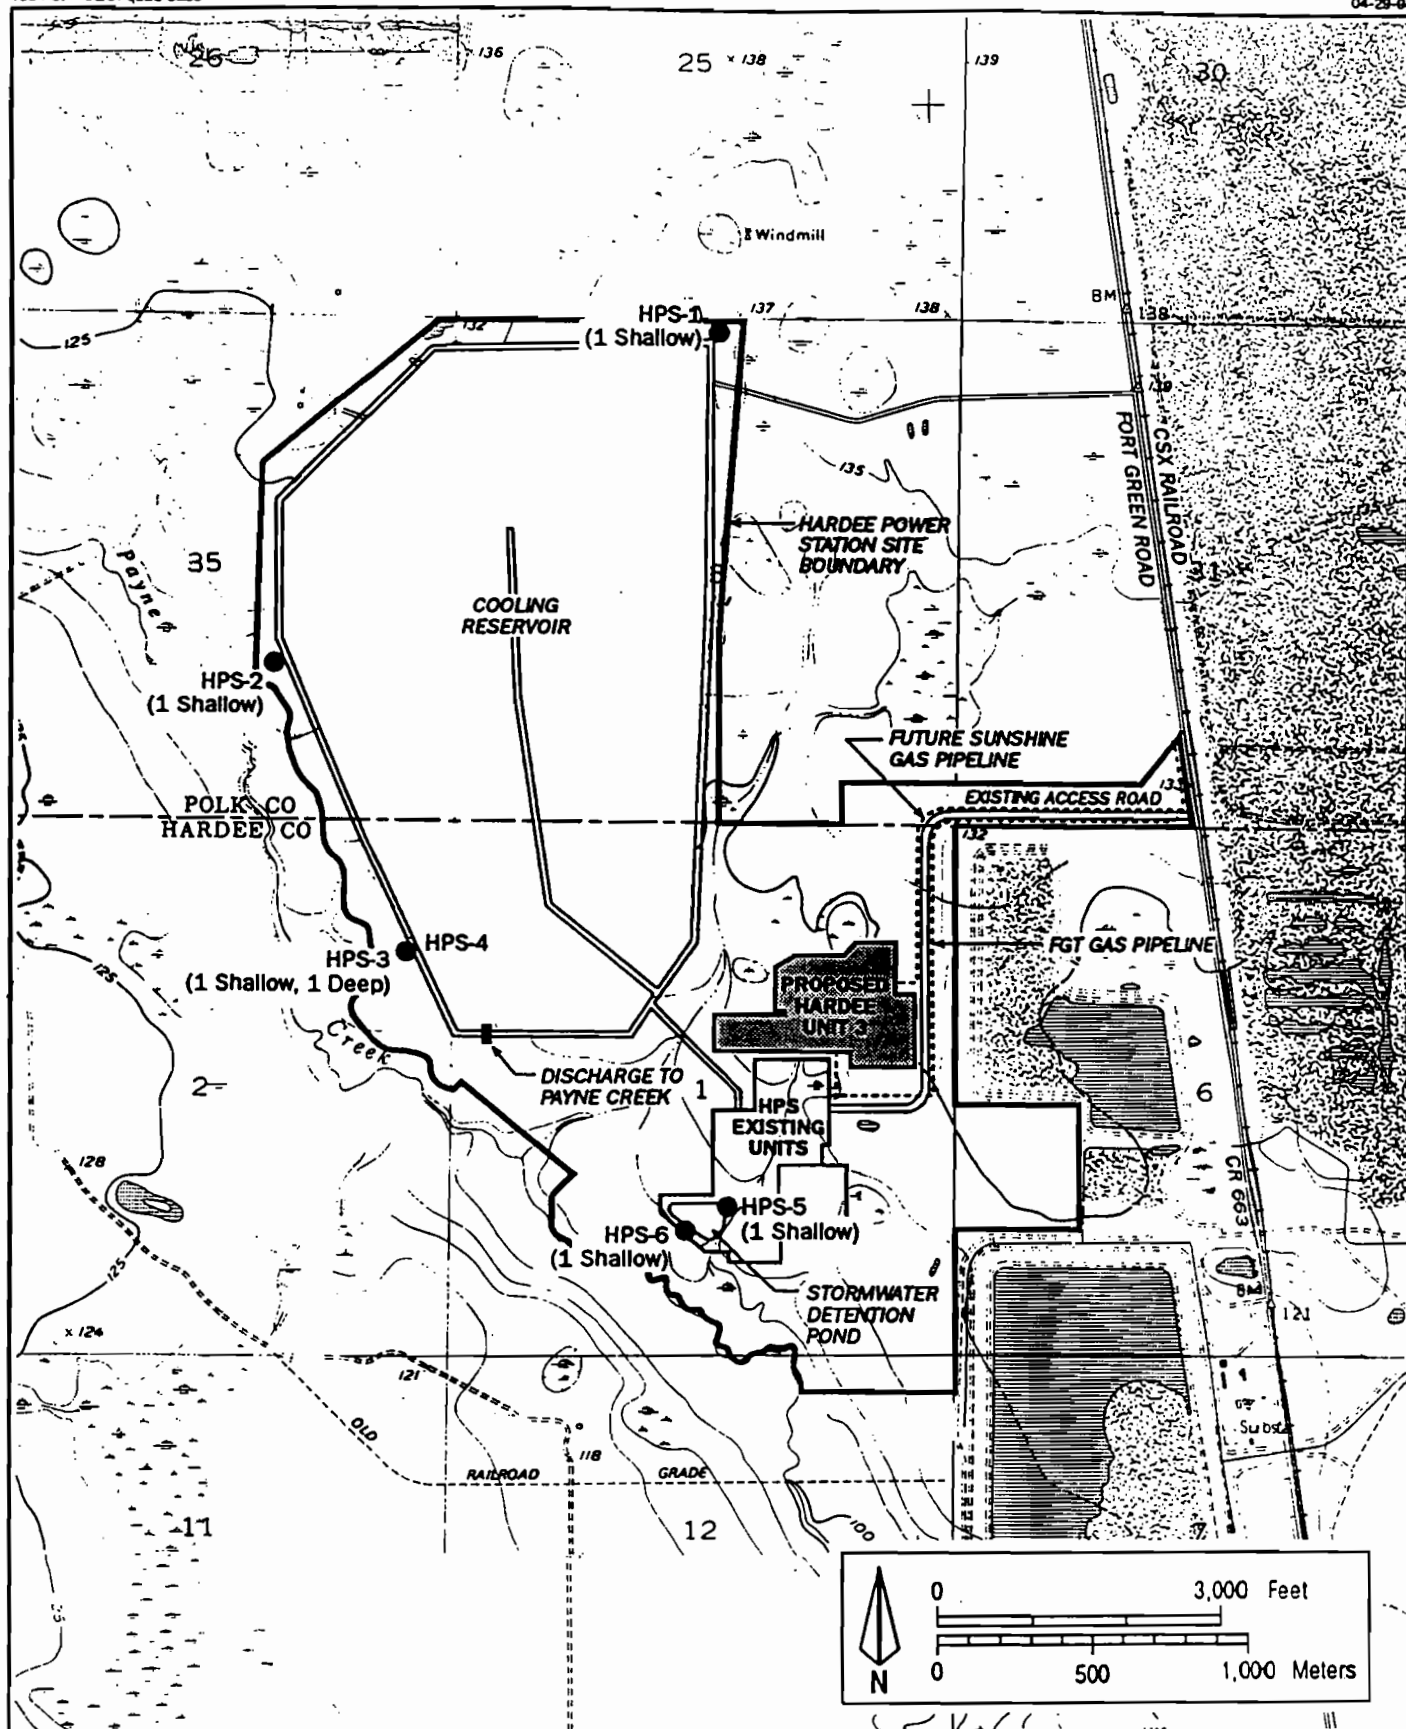 26
136
25
x 138
139
30
Windmill
125
132
HPS-1
(1 Shallow)
137
138
BM
138
139
135
FORT GREEN ROAD
CSX RAILROAD
HARDEE POWER
STATION SITE
BOUNDARY
35
Payne
COOLING
RESERVOIR
HPS-2
(1 Shallow)
FUTURE SUNSHINE
GAS PIPELINE
133
EXISTING ACCESS ROAD
POLK CO
HARDEE CO
132
HPS-4
HPS-3
(1 Shallow, 1 Deep)
FGT GAS PIPELINE
125
PROPOSED
HARDEE
UNIT 3
Creek
DISCHARGE TO
PAYNE CREEK
2
1
6
HPS
EXISTING
UNITS
128
CR 663
HPS-5
(1 Shallow)
HPS-6
(1 Shallow)
125
STORMWATER
DETENTION
POND
BM
121
x 124
121
OLD
RAILROAD
GRADE
118
Subst
11
12
100
7
0
3,000 Feet
N
0
500
1,000 Meters